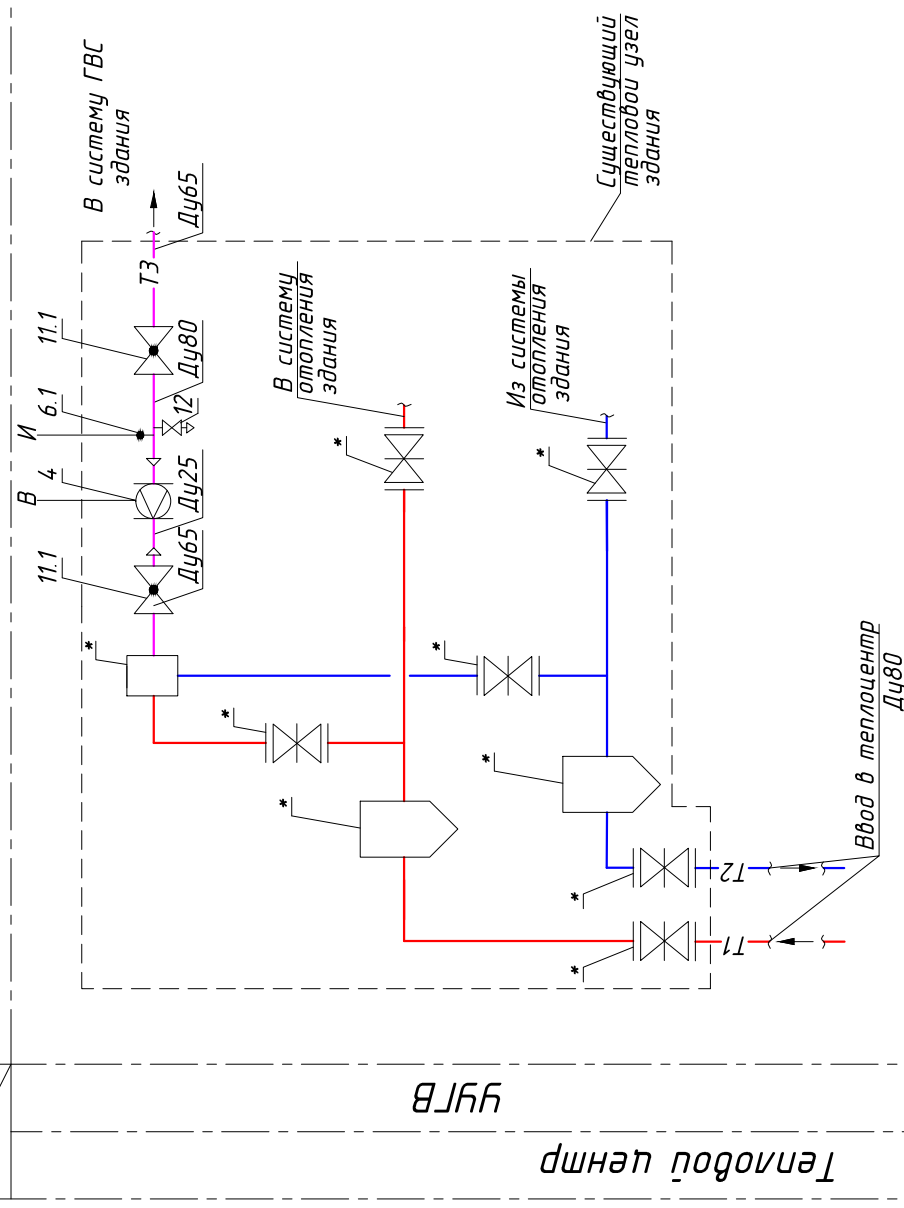 В систему ГВС
здания
Ду65
Т3
11.1
Ду80
12
6.1
И
4
В
Ду25
Ду65
11.1
*
*
*
*
*
*
*
*
*
В систему
отопления
здания
Из системы
отопления
здания
Существующий
тепловой узел
здания
Т1
Т2
Ввод в теплоцентр
Ду80
УУГВ
Тепловой центр